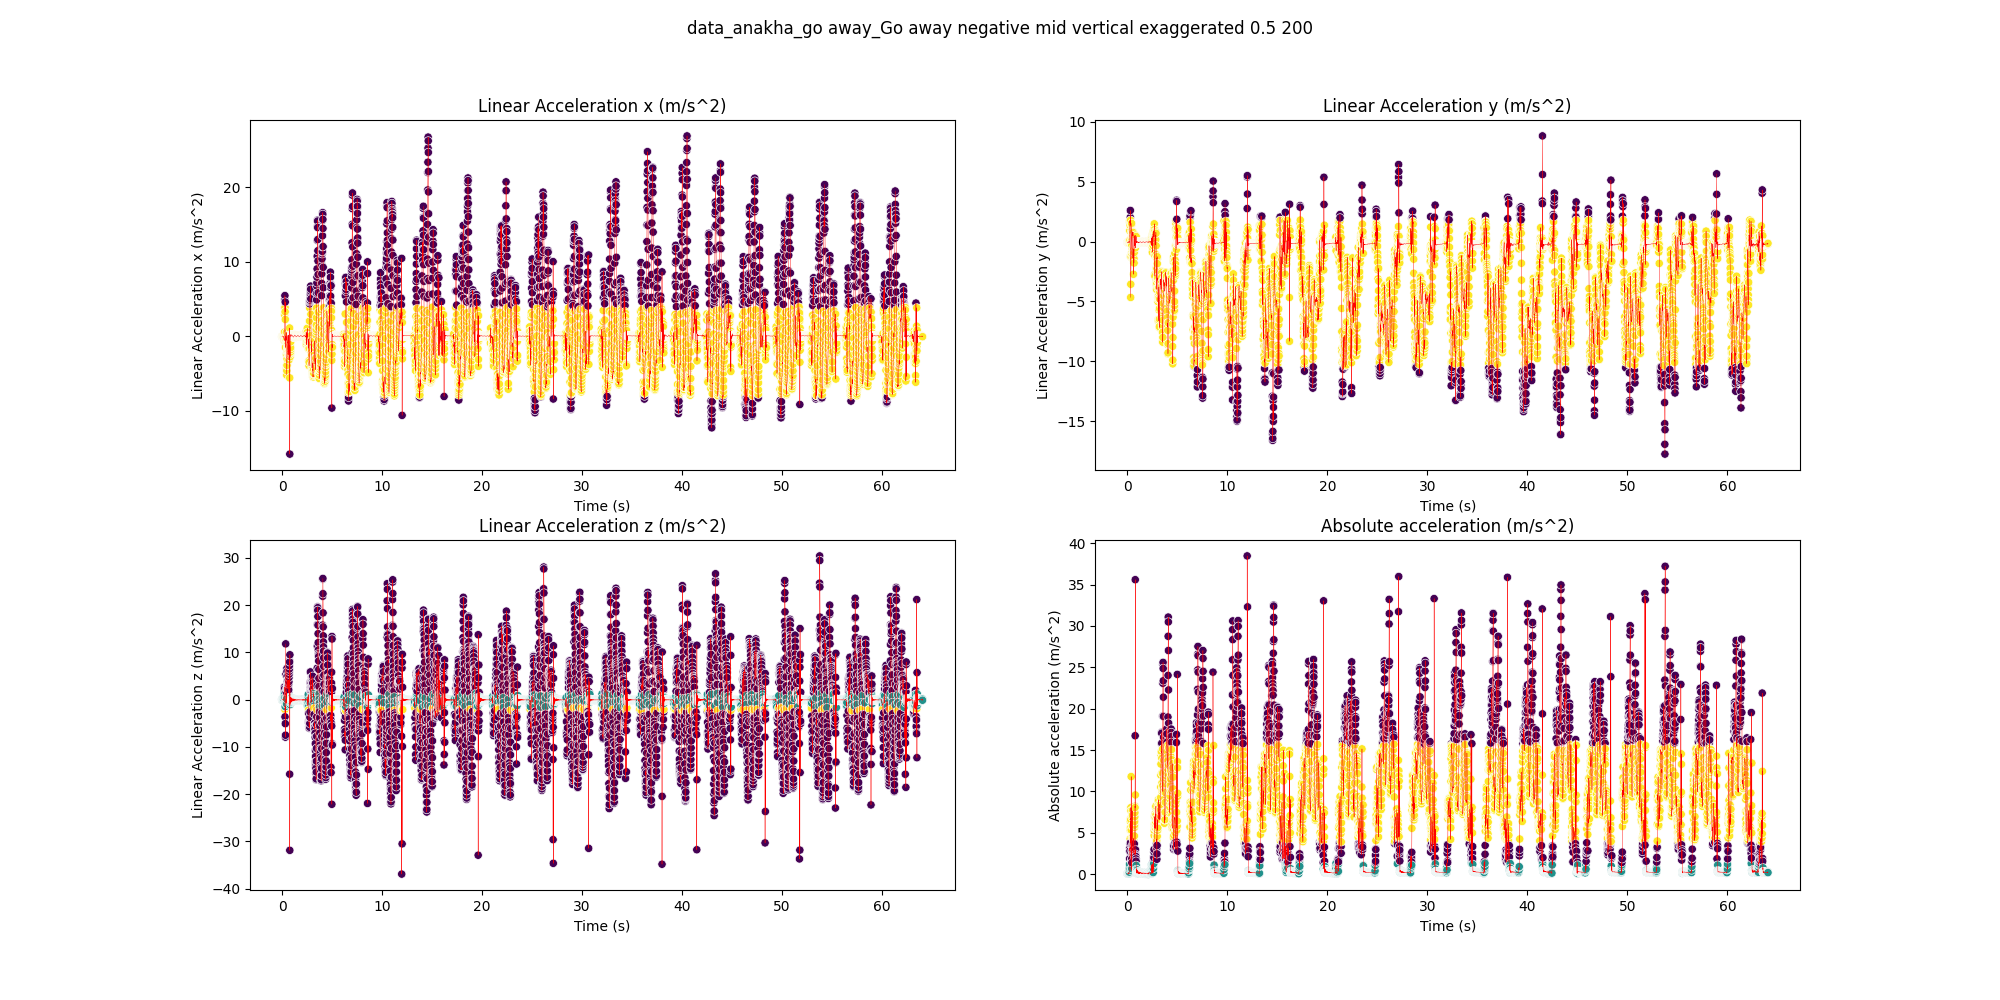 data_anakha_go away_Go away negative mid vertical exaggerated 0.5 200
Linear Acceleration x (m/s^2)
Linear Acceleration x (m/s^2)
20
10
0
−10
0 10 20 30 40 50 60
Time (s)
Linear Acceleration y (m/s^2)
Linear Acceleration y (m/s^2)
10
5
0
−5
−10
−15
0 10 20 30 40 50 60
Time (s)
Linear Acceleration z (m/s^2)
Linear Acceleration z (m/s^2)
30
20
10
0
−10
−20
−30
−40
0 10 20 30 40 50 60
Time (s)
Absolute acceleration (m/s^2)
Absolute acceleration (m/s^2)
40
35
30
25
20
15
10
5
0
0 10 20 30 40 50 60
Time (s)